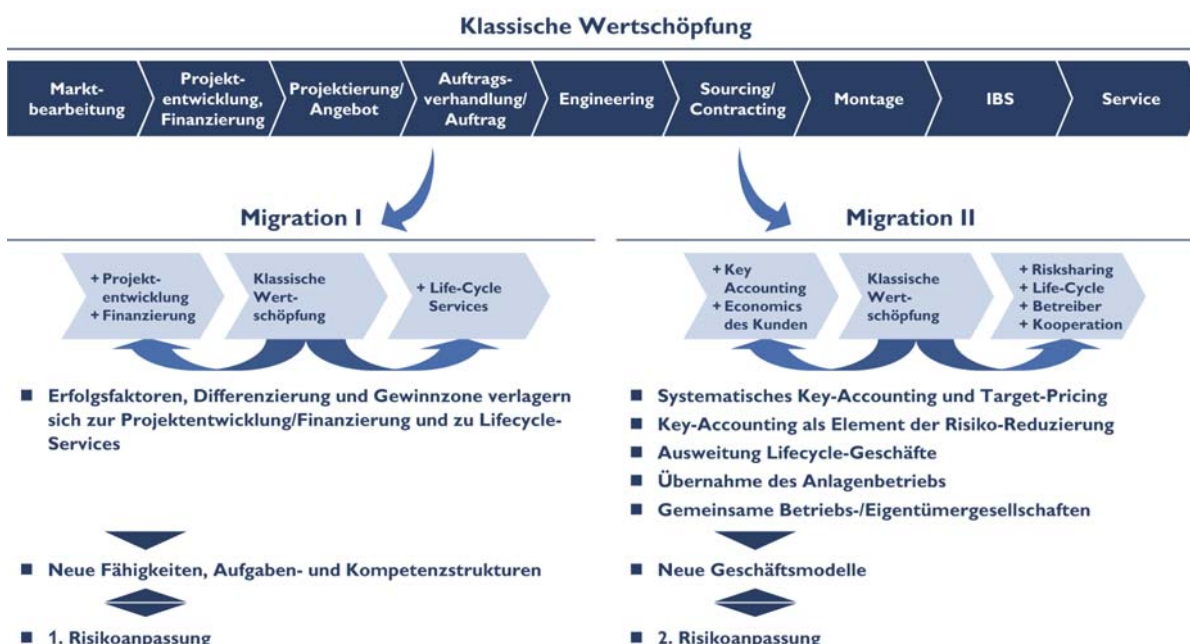 Klassische Wertschöpfung
Markt-
bearbeitung
Projekt-
entwicklung,
Finanzierung
Projektierung/
Angebot
Auftrags-
verhandlung/
Auftrag
Engineering
Sourcing/
Contracting
Montage
IBS
Service
Migration I
+ Projekt-
entwicklung
+ Finanzierung
Klassische
Wert-
schöpfung
+ Life-Cycle
Services
■ Erfolgsfaktoren, Differenzierung und Gewinnzone verlagern
sich zur Projektentwicklung/Finanzierung und zu Lifecycle-
Services
■ Neue Fähigkeiten, Aufgaben- und Kompetenzstrukturen
■ 1. Risikoanpassung
Migration II
+ Key
Accounting
+ Economics
des Kunden
Klassische
Wert-
schöpfung
+ Risksharing
+ Life-Cycle
+ Betreiber
+ Kooperation
■ Systematisches Key-Accounting und Target-Pricing
■ Key-Accounting als Element der Risiko-Reduzierung
■ Ausweitung Lifecycle-Geschäfte
■ Übernahme des Anlagenbetriebs
■ Gemeinsame Betriebs-/Eigentümergesellschaften
■ Neue Geschäftsmodelle
■ 2. Risikoanpassung